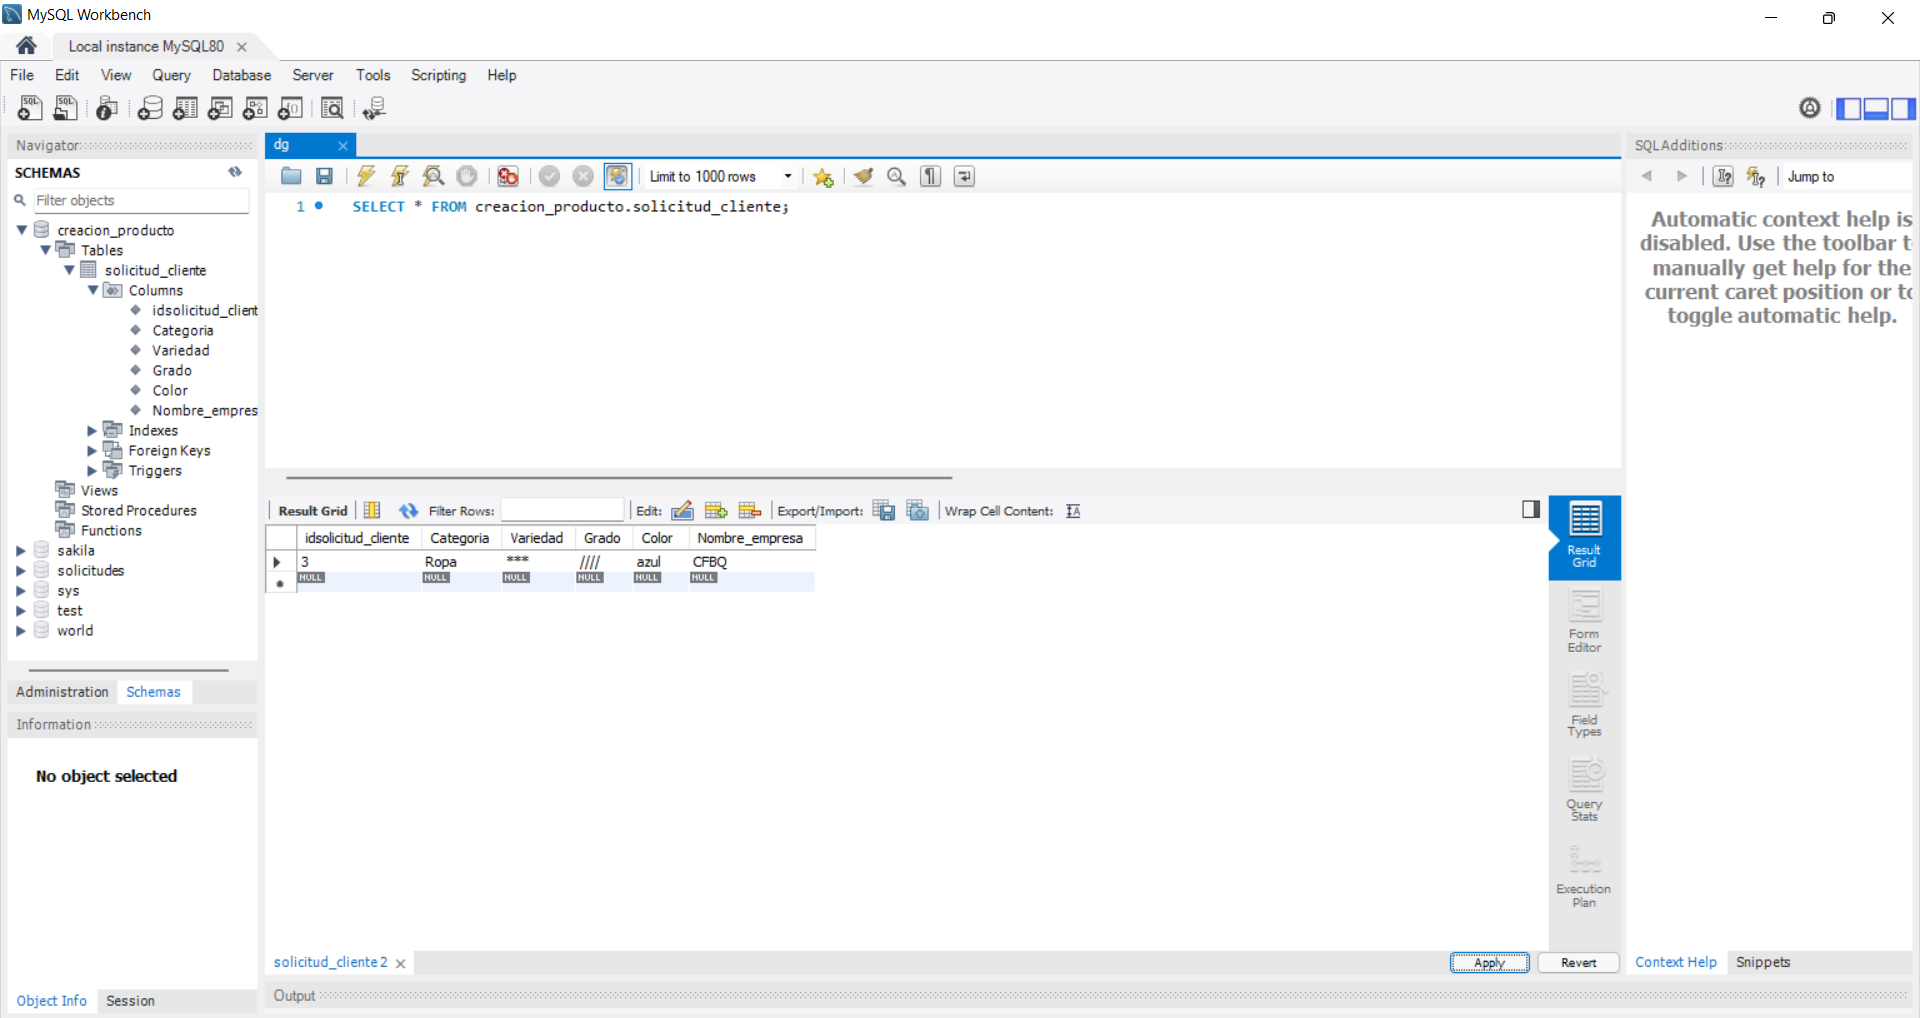 MySQL Workbench
Local instance MySQL80
File Edit View Query Database Server Tools Scripting Help
Navigator
SCHEMAS
Filter objects
creacion_producto
Tables
solicitud_cliente
Columns
idsolicitud_client
Categoria
Variedad
Grado
Color
Nombre_empres
Indexes
Foreign Keys
Triggers
Views
Stored Procedures
Functions
sakila
solicitudes
sys
test
world
Administration Schemas
Information
No object selected
Object Info Session
dg
Limit to 1000 rows
1 SELECT * FROM creacion_producto.solicitud_cliente;
Result Grid Filter Rows: Edit: Export/Import: Wrap Cell Content:
idsolicitud_cliente Categoria Variedad Grado Color Nombre_empresa
3 Ropa *** //// azul CFBQ
NULL NULL NULL NULL NULL NULL
Result
Grid
Form
Editor
Field
Types
Query
Stats
Execution
Plan
solicitud_cliente 2
Apply Revert
Output
SQLAdditions
Jump to
Automatic context help is
disabled. Use the toolbar t
manually get help for the
current caret position or to
toggle automatic help.
Context Help Snippets